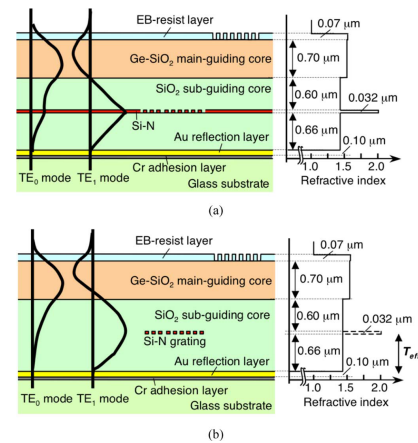 EB-resist layer
0.07 μm
Ge-SiO2 main-guiding core
0.70 μm
SiO2 sub-guiding core
0.60 μm
0.032 μm
Si-N
0.66 μm
Au reflection layer
0.10 μm
Cr adhesion layer
TE0 mode TE1 mode
Glass substrate
1.0 1.5 2.0
Refractive index
(a)
EB-resist layer
0.07 μm
Ge-SiO2 main-guiding core
0.70 μm
SiO2 sub-guiding core
0.60 μm
0.032 μm
Si-N grating
0.66 μm
Au reflection layer
0.10 μm
Cr adhesion layer
TE0 mode TE1 mode
Glass substrate
1.0 1.5 2.0
Refractive index
(b)